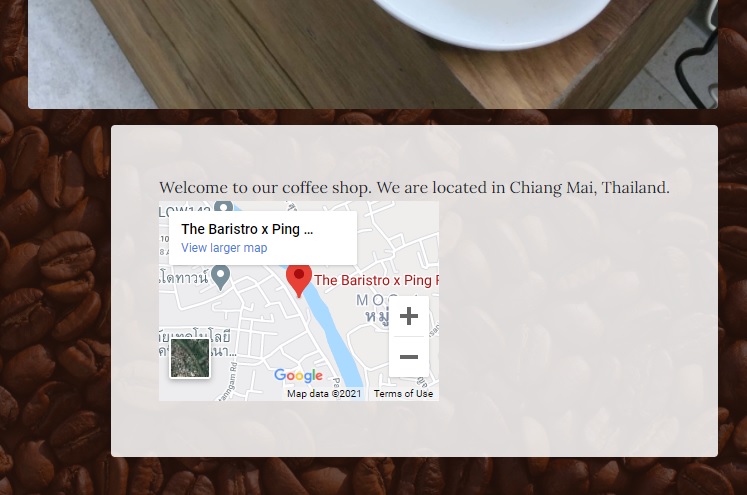 Welcome to our coffee shop. We are located in Chiang Mai, Thailand.
The Baristro x Ping ...
View larger map
The Baristro x Ping
โดทาวน์
Google
Map data ©2021
Terms of Use